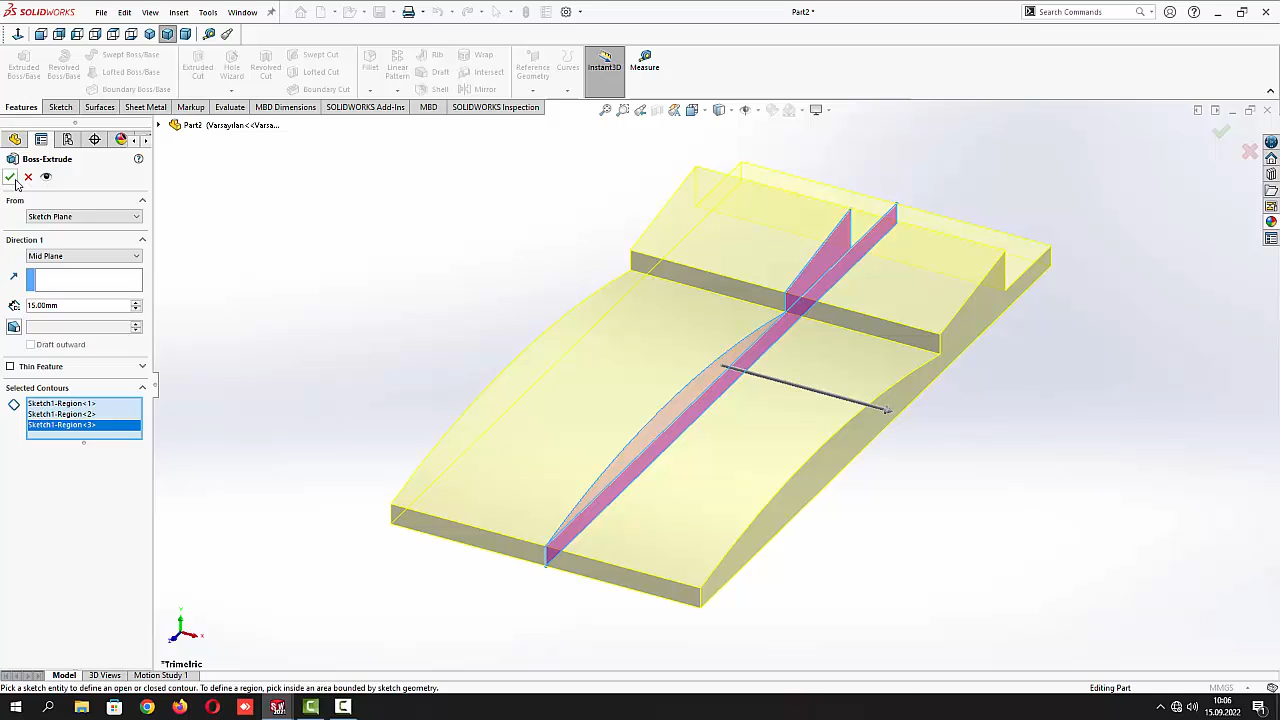 SOLIDWORKS File Edit View Insert Tools Window Part2 * Search Commands
Extruded Boss/Base
Revolved Boss/Base
Swept Boss/Base
Lofted Boss/Base
Boundary Boss/Base
Extruded Cut
Hole Wizard
Revolved Cut
Swept Cut
Lofted Cut
Boundary Cut
Fillet
Linear Pattern
Rib
Draft
Shell
Wrap
Intersect
Mirror
Reference Geometry
Curves
Instant3D
Measure
Features Sketch Surfaces Sheet Metal Markup Evaluate MBD Dimensions SOLIDWORKS Add-Ins MBD SOLIDWORKS Inspection
Part2 (Varsayılan<<Varsa...
Boss-Extrude
From
Sketch Plane
Direction 1
Mid Plane
15.00mm
Draft outward
Thin Feature
Selected Contours
Sketch1-Region<1>
Sketch1-Region<2>
Sketch1-Region<3>
Y
X
Z
*Trimetric
Model 3D Views Motion Study 1
Pick a sketch entity to define an open or closed contour. To define a region, pick inside an area bounded by sketch geometry. Editing Part MMGS
10:06
15.09.2022